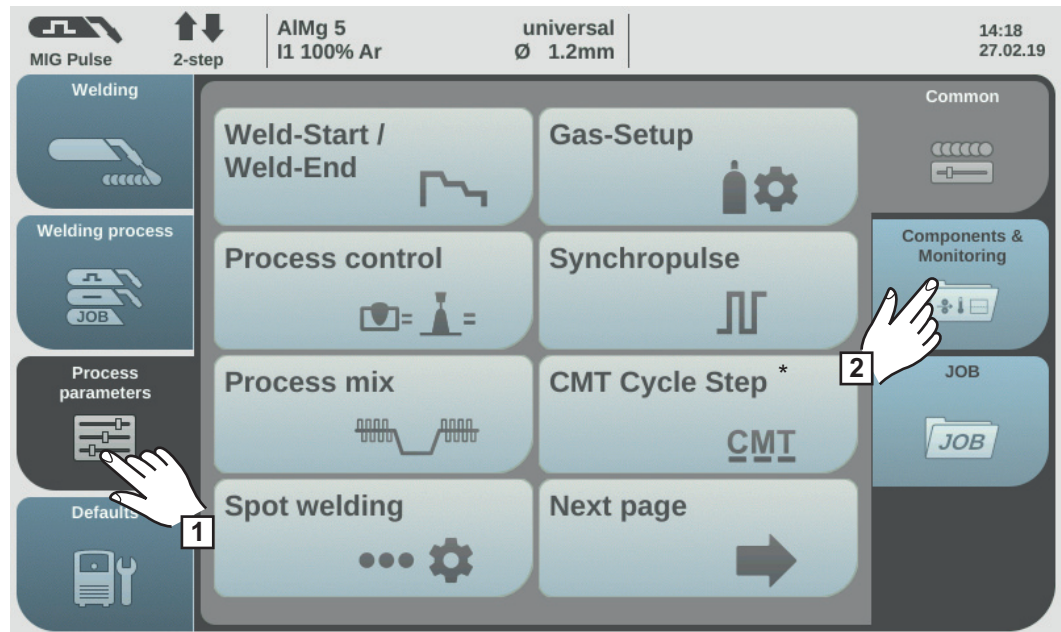 MIG Pulse
2-step
AlMg 5
I1 100% Ar
universal
Ø 1.2mm
14:18
27.02.19
Welding
Welding process
JOB
Process
parameters
1
Defaults
Weld-Start /
Weld-End
Gas-Setup
Process control
= =
Synchropulse
Process mix
CMT Cycle Step *
CMT
Spot welding
Next page
Common
Components &
Monitoring
2
JOB
JOB